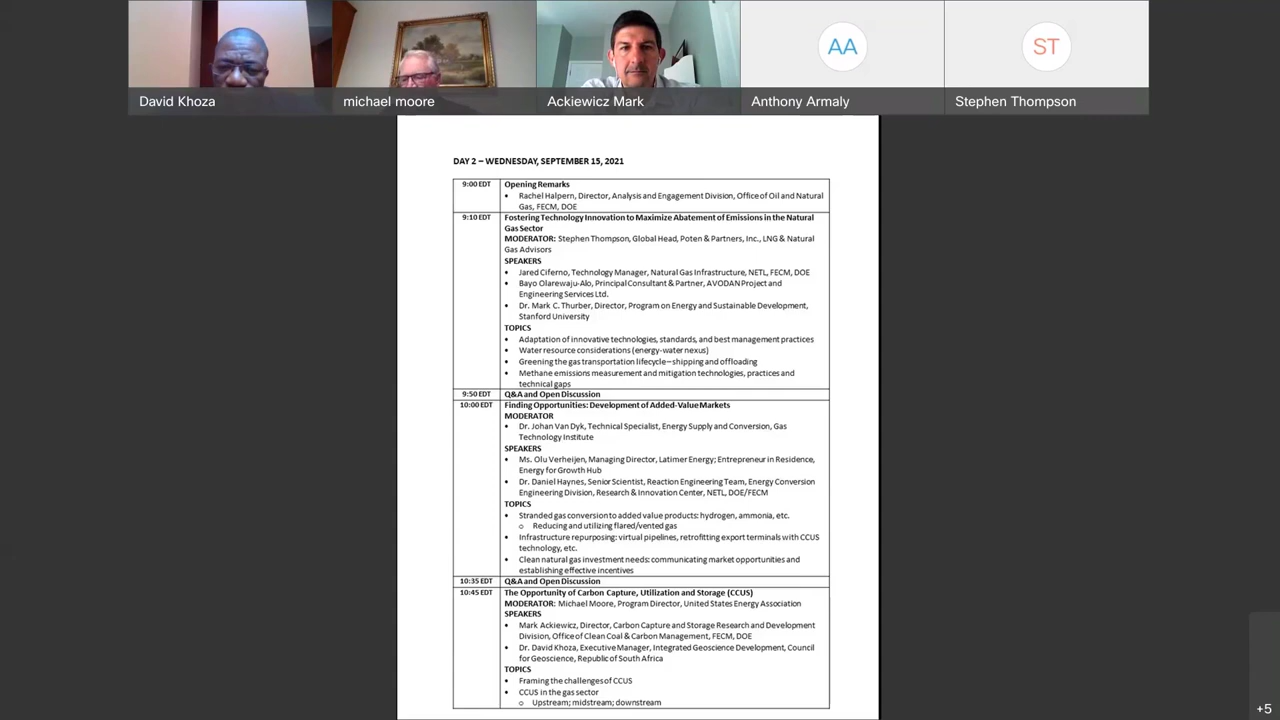 AA
ST
David Khoza
michael moore
Ackiewicz Mark
Anthony Armaly
Stephen Thompson
DAY 2 – WEDNESDAY, SEPTEMBER 15, 2021
9:00 EDT
Opening Remarks
• Rachel Halpern, Director, Analysis and Engagement Division, Office of Oil and Natural
Gas, FECM, DOE
9:10 EDT
Fostering Technology Innovation to Maximize Abatement of Emissions in the Natural
Gas Sector
MODERATOR: Stephen Thompson, Global Head, Poten & Partners, Inc., LNG & Natural
Gas Advisors
SPEAKERS
• Jared Ciferno, Technology Manager, Natural Gas Infrastructure, NETL, FECM, DOE
• Bayo Olarewaju-Alo, Principal Consultant & Partner, AVODAN Project and
Engineering Services Ltd.
• Dr. Mark C. Thurber, Director, Program on Energy and Sustainable Development,
Stanford University
TOPICS
• Adaptation of innovative technologies, standards, and best management practices
• Water resource considerations (energy-water nexus)
• Greening the gas transportation lifecycle—shipping and offloading
• Methane emissions measurement and mitigation technologies, practices and
technical gaps
9:50 EDT
Q&A and Open Discussion
10:00 EDT
Finding Opportunities: Development of Added-Value Markets
MODERATOR
• Dr. Johan Van Dyk, Technical Specialist, Energy Supply and Conversion, Gas
Technology Institute
SPEAKERS
• Ms. Olu Verheijen, Managing Director, Latimer Energy; Entrepreneur in Residence,
Energy for Growth Hub
• Dr. Daniel Haynes, Senior Scientist, Reaction Engineering Team, Energy Conversion
Engineering Division, Research & Innovation Center, NETL, DOE/FECM
TOPICS
• Stranded gas conversion to added value products: hydrogen, ammonia, etc.
o Reducing and utilizing flared/vented gas
• Infrastructure repurposing: virtual pipelines, retrofitting export terminals with CCUS
technology, etc.
• Clean natural gas investment needs: communicating market opportunities and
establishing effective incentives
10:35 EDT
Q&A and Open Discussion
10:45 EDT
The Opportunity of Carbon Capture, Utilization and Storage (CCUS)
MODERATOR: Michael Moore, Program Director, United States Energy Association
SPEAKERS
• Mark Ackiewicz, Director, Carbon Capture and Storage Research and Development
Division, Office of Clean Coal & Carbon Management, FECM, DOE
• Dr. David Khoza, Executive Manager, Integrated Geoscience Development, Council
for Geoscience, Republic of South Africa
TOPICS
• Framing the challenges of CCUS
• CCUS in the gas sector
o Upstream; midstream; downstream
+5